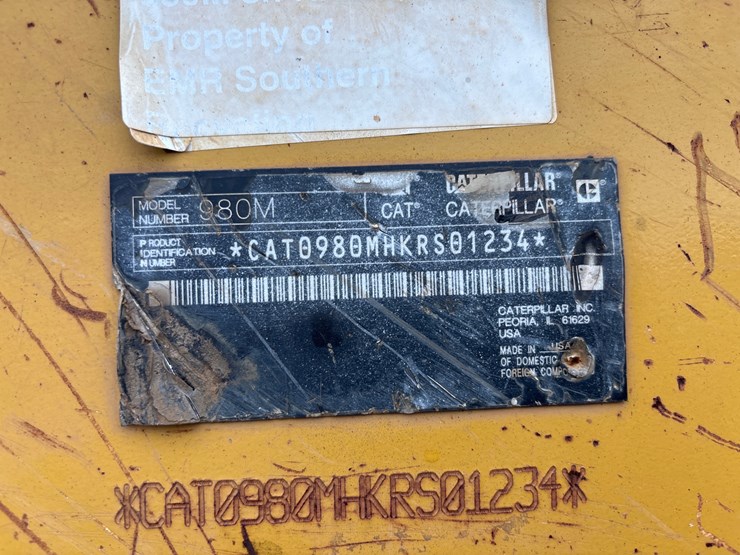 Property of
EMR Southern
MODEL NUMBER 980M CAT® CATERPILLAR®
PRODUCT IDENTIFICATION NUMBER *CAT0980MHKRS01234*
CATERPILLAR INC.
PEORIA, IL 61629
USA
MADE IN USA
OF DOMESTIC
FOREIGN
*CAT0980MHKRS01234*